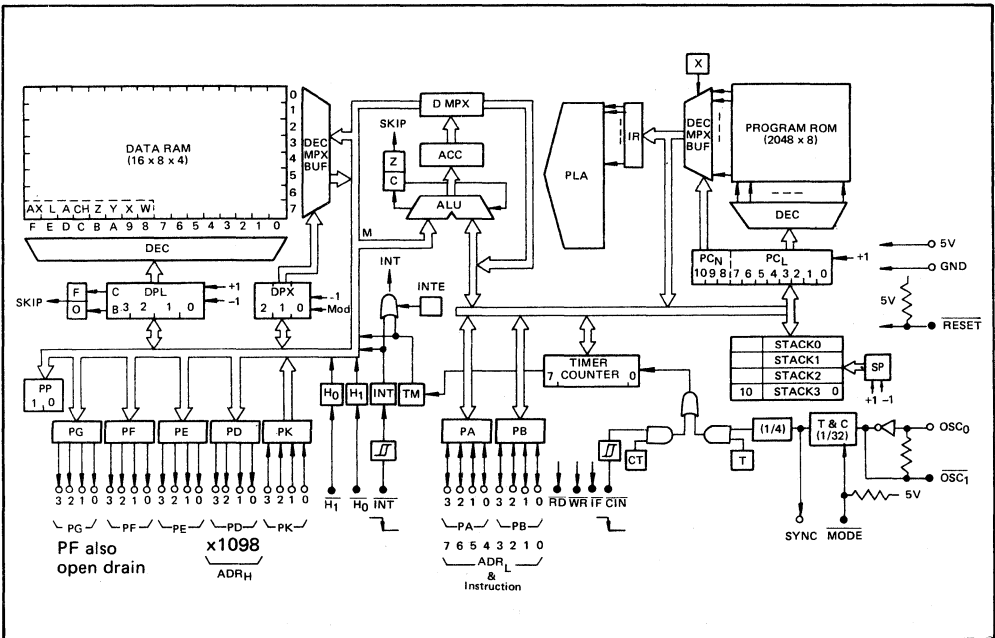 DATA RAM
(16 x 8 x 4)
0
1
2
3
4
5
6
7
AX L A CH Z Y X W
F E D C B A 9 8 7 6 5 4 3 2 1 0
DEC
MPX
BUF
DEC
SKIP
F
O
C
B
DPL
3 2 1 0
+1
-1
DPX
2 1 0
-1
Mod
SKIP
Z
C
D MPX
ACC
ALU
M
INT
INTE
PLA
IR
X
DEC
MPX
BUF
PROGRAM ROM
(2048 x 8)
DEC
PCN
PCL
10 9 8 7 6 5 4 3 2 1 0
+1
5V
GND
5V
RESET
STACK0
STACK1
STACK2
10 STACK3 0
SP
+1 -1
PP
1 0
H0
H1
INT
TM
TIMER
COUNTER
7 0
PG
PF
PE
PD
PK
PA
PB
CT
T
(1/4)
T & C
(1/32)
OSC0
OSC1
5V
3 2 1 0 3 2 1 0 3 2 1 0 3 2 1 0 3 2 1 0
H1
H0
INT
3 2 1 0 3 2 1 0
RD WR IF CIN
SYNC
MODE
PG PF PE PD PK
PA PB
PF also
open drain
x1098
ADRH
7 6 5 4 3 2 1 0
ADRL
&
Instruction